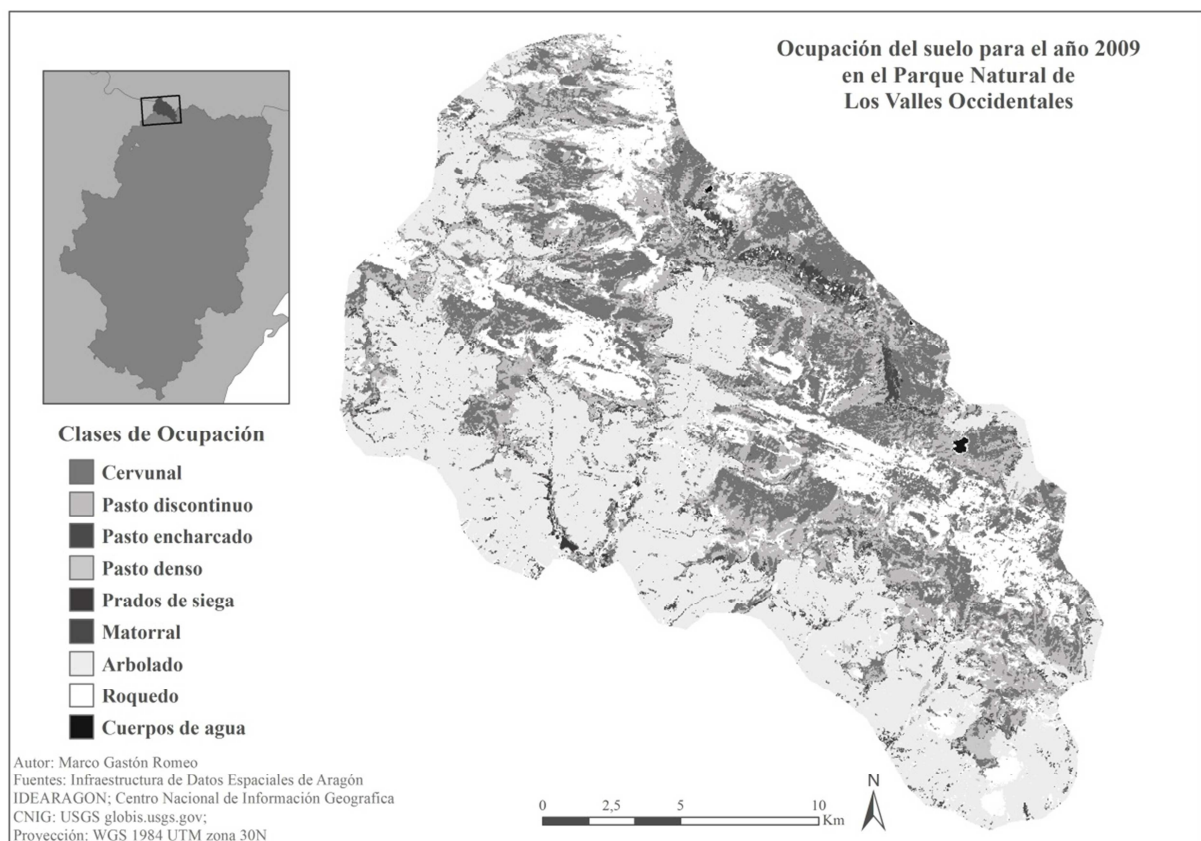 Ocupación del suelo para el año 2009
en el Parque Natural de
Los Valles Occidentales
Clases de Ocupación
Cervunal
Pasto discontinuo
Pasto encharcado
Pasto denso
Prados de siega
Matorral
Arbolado
Roquedo
Cuerpos de agua
Autor: Marco Gastón Romeo
Fuentes: Infraestructura de Datos Espaciales de Aragón
IDEARAGON; Centro Nacional de Información Geografica
CNIG: USGS globis.usgs.gov;
Proyección: WGS 1984 UTM zona 30N
0 2,5 5 10
Km
N